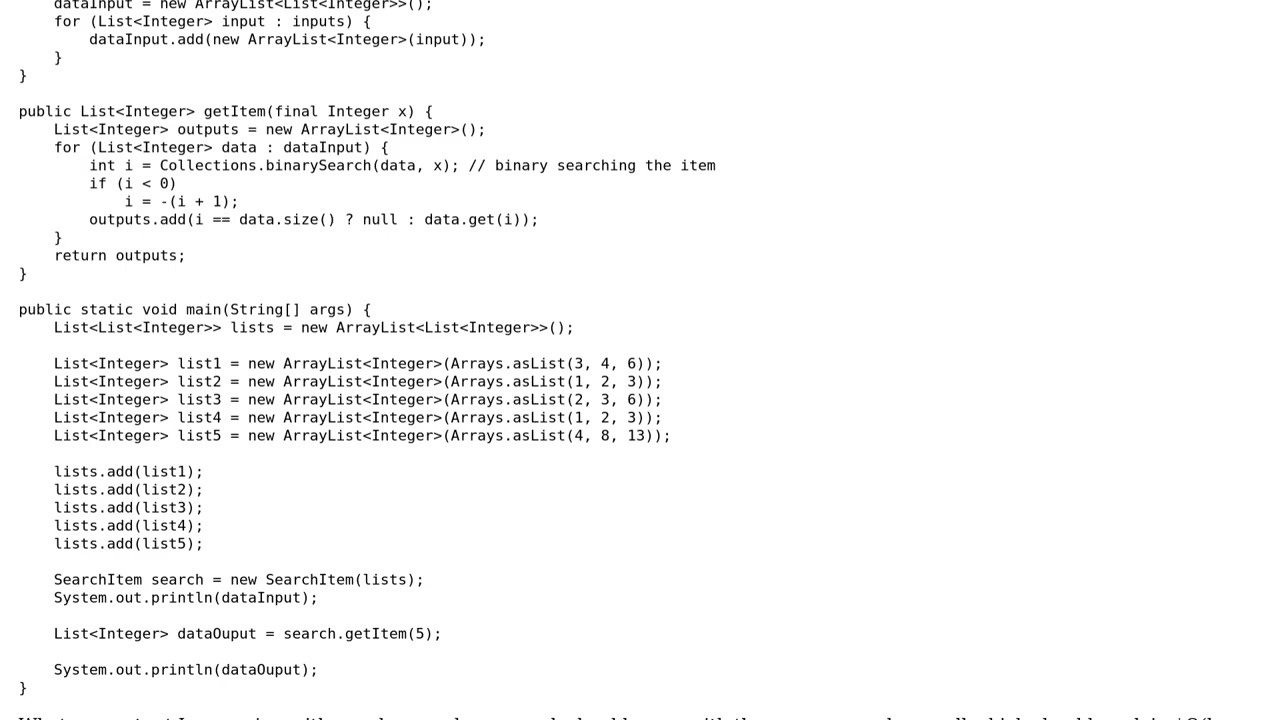 dataInput = new ArrayList<List<Integer>>();
    for (List<Integer> input : inputs) {
        dataInput.add(new ArrayList<Integer>(input));
    }
}

public List<Integer> getItem(final Integer x) {
    List<Integer> outputs = new ArrayList<Integer>();
    for (List<Integer> data : dataInput) {
        int i = Collections.binarySearch(data, x); // binary searching the item
        if (i < 0)
            i = -(i + 1);
        outputs.add(i == data.size() ? null : data.get(i));
    }
    return outputs;
}

public static void main(String[] args) {
    List<List<Integer>> lists = new ArrayList<List<Integer>>();

    List<Integer> list1 = new ArrayList<Integer>(Arrays.asList(3, 4, 6));
    List<Integer> list2 = new ArrayList<Integer>(Arrays.asList(1, 2, 3));
    List<Integer> list3 = new ArrayList<Integer>(Arrays.asList(2, 3, 6));
    List<Integer> list4 = new ArrayList<Integer>(Arrays.asList(1, 2, 3));
    List<Integer> list5 = new ArrayList<Integer>(Arrays.asList(4, 8, 13));

    lists.add(list1);
    lists.add(list2);
    lists.add(list3);
    lists.add(list4);
    lists.add(list5);

    SearchItem search = new SearchItem(lists);
    System.out.println(dataInput);

    List<Integer> dataOuput = search.getItem(5);

    System.out.println(dataOuput);
}